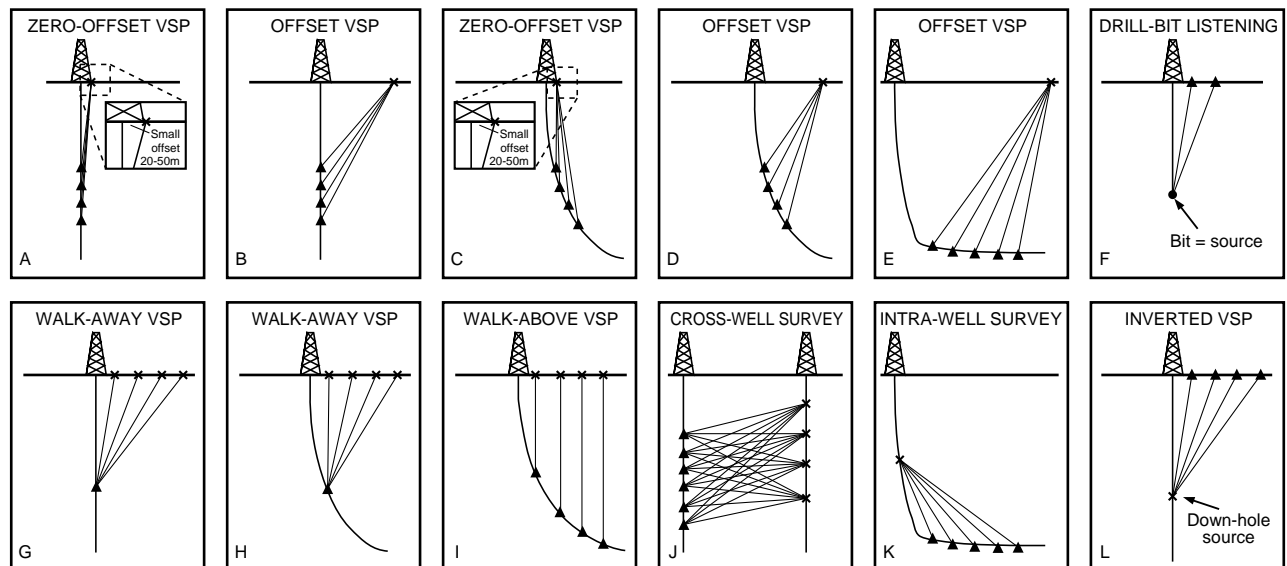 ZERO-OFFSET VSP
Small
offset
20-50m
A
OFFSET VSP
B
ZERO-OFFSET VSP
Small
offset
20-50m
C
OFFSET VSP
D
OFFSET VSP
E
DRILL-BIT LISTENING
Bit = source
F
WALK-AWAY VSP
G
WALK-AWAY VSP
H
WALK-ABOVE VSP
I
CROSS-WELL SURVEY
J
INTRA-WELL SURVEY
K
INVERTED VSP
Down-hole
source
L